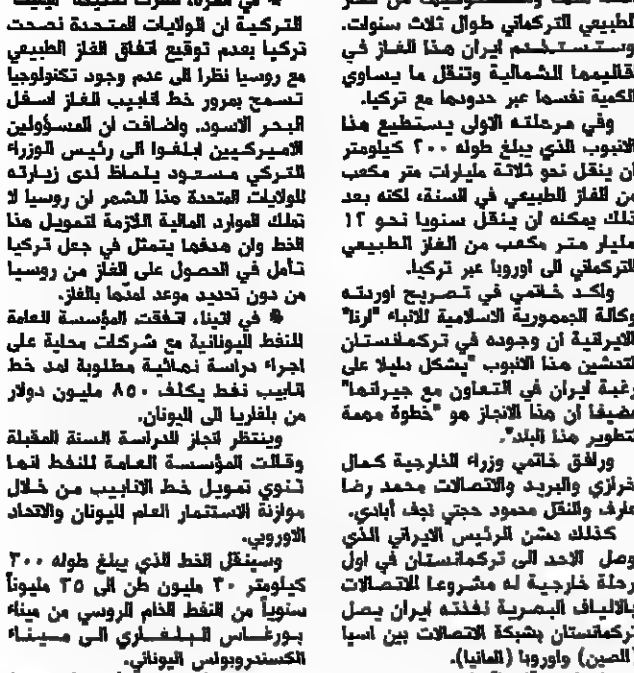 الطبيعي التركماني طوال ثلاث سنوات.
وستستخدم ايران هذا الغاز في
اقاليمها الشمالية وتنقل ما يساوي
الكمية نفسها عبر حدودها مع تركيا.
وفي مرحلته الاولى يستطيع هذا
الانبوب الذي يبلغ طوله ٢٠٠ كيلومتر
ان ينقل نحو ثلاثة مليارات متر مكعب
من الغاز الطبيعي في السنة، لكنه بعد
ذلك يمكنه ان ينقل سنويا نحو ١٢
مليار متر مكعب من الغاز الطبيعي
التركماني الى اوروبا عبر تركيا.
واكد خاتمي في تصريح اوردته
وكالة الجمهورية الاسلامية للانباء "ارنا"
الايرانية ان وجوده في تركمانستان
لتدشين هذا الانبوب "يشكل دليلا على
رغبة ايران في التعاون مع جيرانها"
مضيفا ان هذا الانجاز هو "خطوة مهمة
لتطوير هذا البلد".
ورافق خاتمي وزراء الخارجية كمال
خرازي والبريد والاتصالات محمد رضا
عارف والنقل محمود حجتي نجف أبادي.
كذلك دشن الرئيس الايراني الذي
وصل الاحد الى تركمانستان في اول
رحلة خارجية له مشروعا للاتصالات
بالالياف البصرية نفذته ايران يصل
تركمانستان بشبكة الاتصالات بين اسيا
(الصين) واوروبا (المانيا).
التركية ان الولايات المتحدة نصحت
تركيا بعدم توقيع اتفاق الغاز الطبيعي
مع روسيا نظرا الى عدم وجود تكنولوجيا
تسمح بمرور خط انابيب للغاز اسفل
البحر الاسود. واضافت ان المسؤولين
الاميركيين ابلغوا الى رئيس الوزراء
التركي مسعود يلماظ لدى زيارته
للولايات المتحدة هذا الشهر ان روسيا لا
تملك الموارد المالية اللازمة لتمويل هذا
الخط وان هدفها يتمثل في جعل تركيا
تأمل في الحصول على الغاز من روسيا
من دون تحديد موعد لمدّها بالغاز.
● في اثينا، اتفقت المؤسسة العامة
للنفط اليونانية مع شركات محلية على
اجراء دراسة نهائية مطلوبة لمد خط
انابيب نفط يكلف ٨٥٠ مليون دولار
من بلغاريا الى اليونان.
وينتظر انجاز الدراسة السنة المقبلة
وقالت المؤسسة العامة للنفط انها
تنوي تمويل خط الانابيب من خلال
موازنة الاستثمار العام لليونان والاتحاد
الاوروبي.
وسينقل الخط الذي يبلغ طوله ٣٠٠
كيلومتر ٣٠ مليون طن الى ٣٥ مليوناً
سنوياً من النفط الخام الروسي من ميناء
بورغاس البلغاري الى ميناء
الكسندروبولس اليوناني.